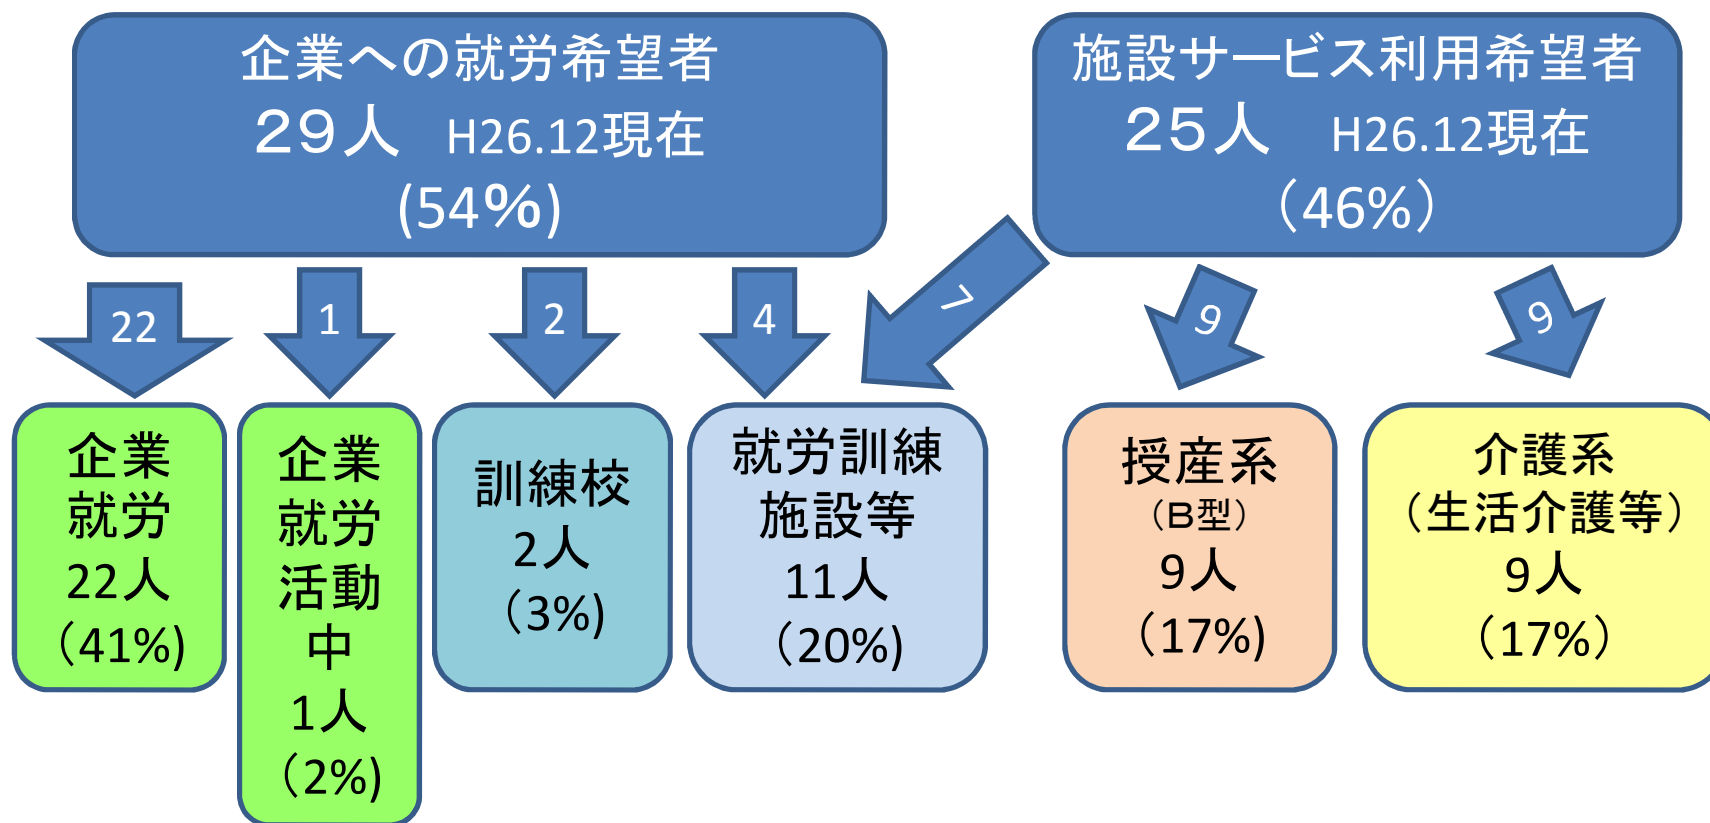 企業への就労希望者
２９人　H26.12現在
(54%)
施設サービス利用希望者
２５人　H26.12現在
（46%）
22
1
2
4
7
9
9
企業
就労
22人
（41%)
企業
就労
活動
中
1人
（2%)
訓練校
2人
（3%)
就労訓練
施設等
11人
（20%)
授産系
（Ｂ型）
9人
（17%)
介護系
（生活介護等）
9人
（17%）